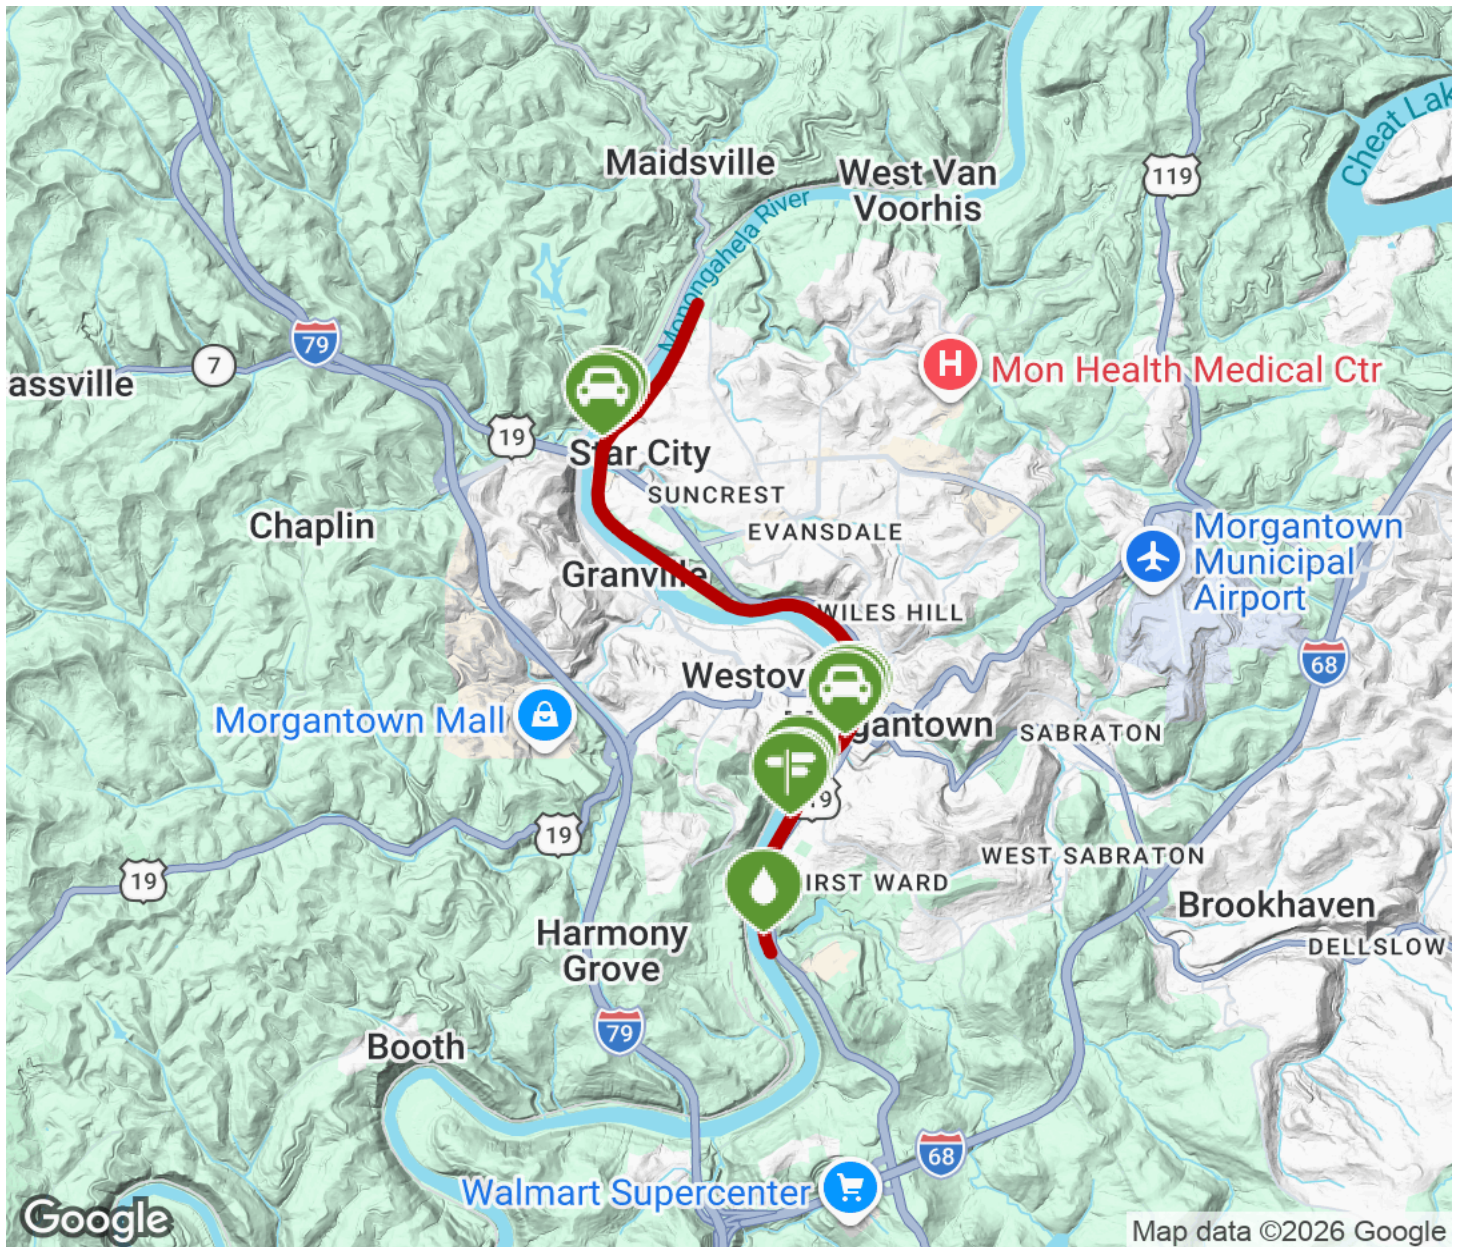 Cheat Lak
Maidsville
West Van
Voorhis
119
Monongahela River
79
7
assville
Mon Health Medical Ctr
19
Star City
SUNCREST
Chaplin
EVANSDALE
Morgantown
Municipal
Airport
Granville
WILES HILL
68
Westov
Morgantown Mall
gantown
SABRATON
19
19
19
WEST SABRATON
IRST WARD
Brookhaven
Harmony
Grove
DELLSLOW
79
Booth
68
Walmart Supercenter
Google
Map data ©2026 Google